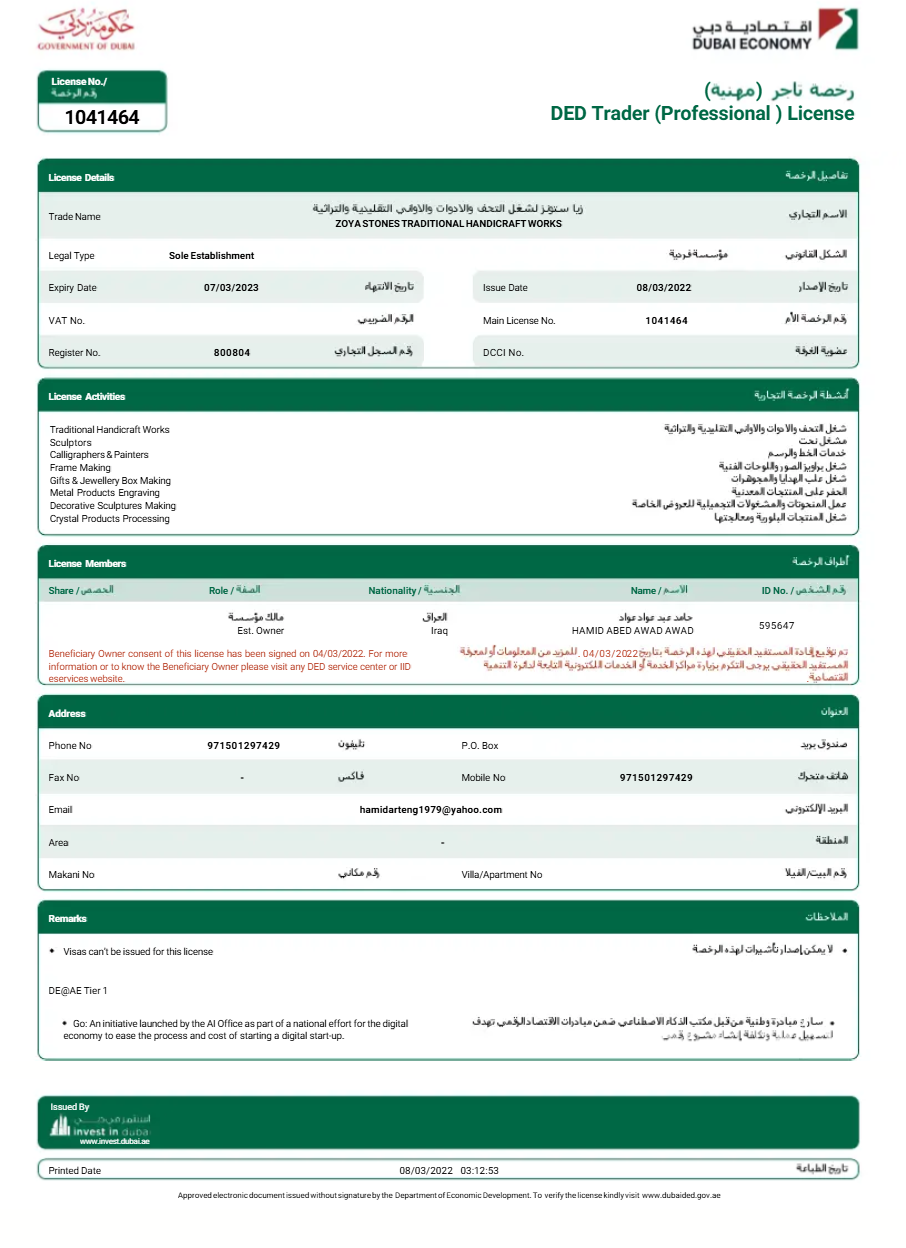 حكومة دبي
GOVERNMENT OF DUBAI
اقتصادية دبي
DUBAI ECONOMY
License No./
رقم الرخصة
1041464
رخصة تاجر (مهنية)
DED Trader (Professional ) License
License Details تفاصيل الرخصة
زيا ستونز لشغل التحف والادوات والاواني التقليدية والتراثية
Trade Name الاسم التجاري
ZOYA STONES TRADITIONAL HANDICRAFT WORKS
Legal Type Sole Establishment مؤسسة فردية الشكل القانوني
Expiry Date 07/03/2023 تاريخ الانتهاء Issue Date 08/03/2022 تاريخ الإصدار
VAT No. الرقم الضريبي Main License No. 1041464 رقم الرخصة الأم
Register No. 800804 رقم السجل التجاري DCCI No. عضوية الغرفة
License Activities أنشطة الرخصة التجارية
Traditional Handicraft Works شغل التحف والادوات والاواني التقليدية والتراثية
Sculptors مشغل نحت
Calligraphers & Painters خدمات الخط والرسم
Frame Making شغل براويز الصور واللوحات الفنية
Gifts & Jewellery Box Making شغل علب الهدايا والمجوهرات
Metal Products Engraving الحفر على المنتجات المعدنية
Decorative Sculptures Making عمل المنحوتات والمشغولات التجميلية للعروض الخاصة
Crystal Products Processing شغل المنتجات البلورية ومعالجتها
License Members أطراف الرخصة
Share / الحصص Role / الصفة Nationality / الجنسية Name / الاسم ID No. / رقم الشخص
مالك مؤسسة العراق حامد عبد عواد عواد
Est. Owner Iraq HAMID ABED AWAD AWAD 595647
Beneficiary Owner consent of this license has been signed on 04/03/2022. For more
information or to know the Beneficiary Owner please visit any DED service center or IID
eservices website.
تم توقيع إفادة المستفيد الحقيقي لهذه الرخصة بتاريخ 04/03/2022. للمزيد من المعلومات أو لمعرفة
المستفيد الحقيقي يرجى التكرم بزيارة مراكز الخدمة أو الخدمات الكترونية التابعة لدائرة التنمية
القتصادية.
Address العنوان
Phone No 971501297429 تليفون P.O. Box صندوق بريد
Fax No - فاكس Mobile No 971501297429 هاتف متحرك
Email hamidarteng1979@yahoo.com البريد الإلكتروني
Area - المنطقة
Makani No رقم مكاني Villa/Apartment No رقم البيت/الفيلا
Remarks الملاحظات
• Visas can't be issued for this license • لا يمكن إصدار تأشيرات لهذه الرخصة
DE@AE Tier 1
• Go: An initiative launched by the AI Office as part of a national effort for the digital
economy to ease the process and cost of starting a digital start-up.
• سارع مبادرة وطنية من قبل مكتب الذكاء الاصطناعي ضمن مبادرات الاقتصاد الرقمي تهدف
لتسهيل عملية وتكلفة إنشاء مشروع رقمي.
Issued By
استثمر في دبي
invest in dubai
www.invest.dubai.ae
Printed Date 08/03/2022 03:12:53 تاريخ الطباعة
Approved electronic document issued without signature by the Department of Economic Development. To verify the license kindly visit www.dubaided.gov.ae